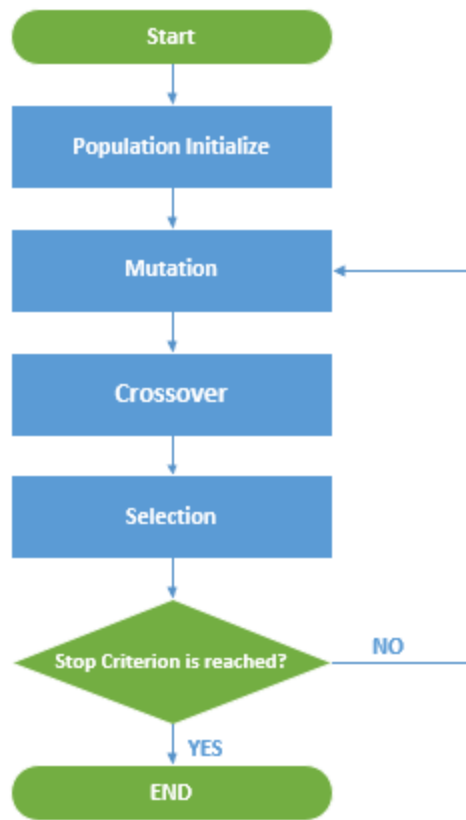 Start
Population Initialize
Mutation
Crossover
Selection
Stop Criterion is reached?
NO
YES
END